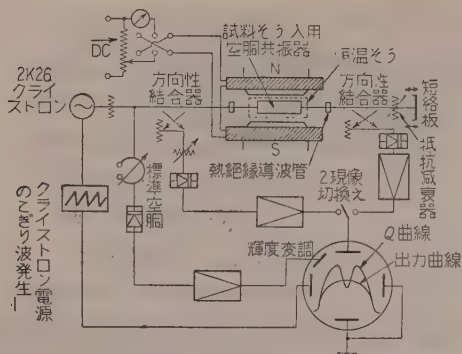 DC
試料そう入用
空胴共振器
恒温そう
N
2K26
クライ
ストロン
方向性
結合器
方向性
結合器
短絡板
抵抗减衰器
S
熱絶縁導波管
標準空胴
2現像
切換え
クライストロン電源
のこぎり波発生
輝度変調
Q曲線
出力曲線